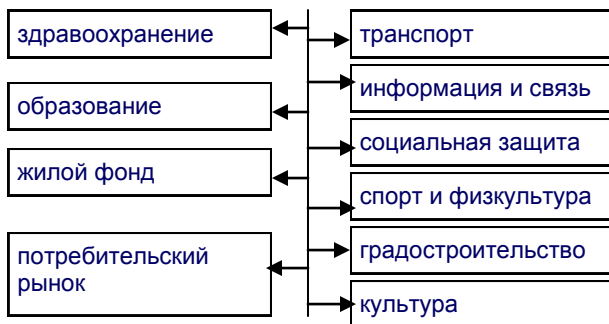 здравоохранение
образование
жилой фонд
потребительский
рынок
транспорт
информация и связь
социальная защита
спорт и физкультура
градостроительство
культура